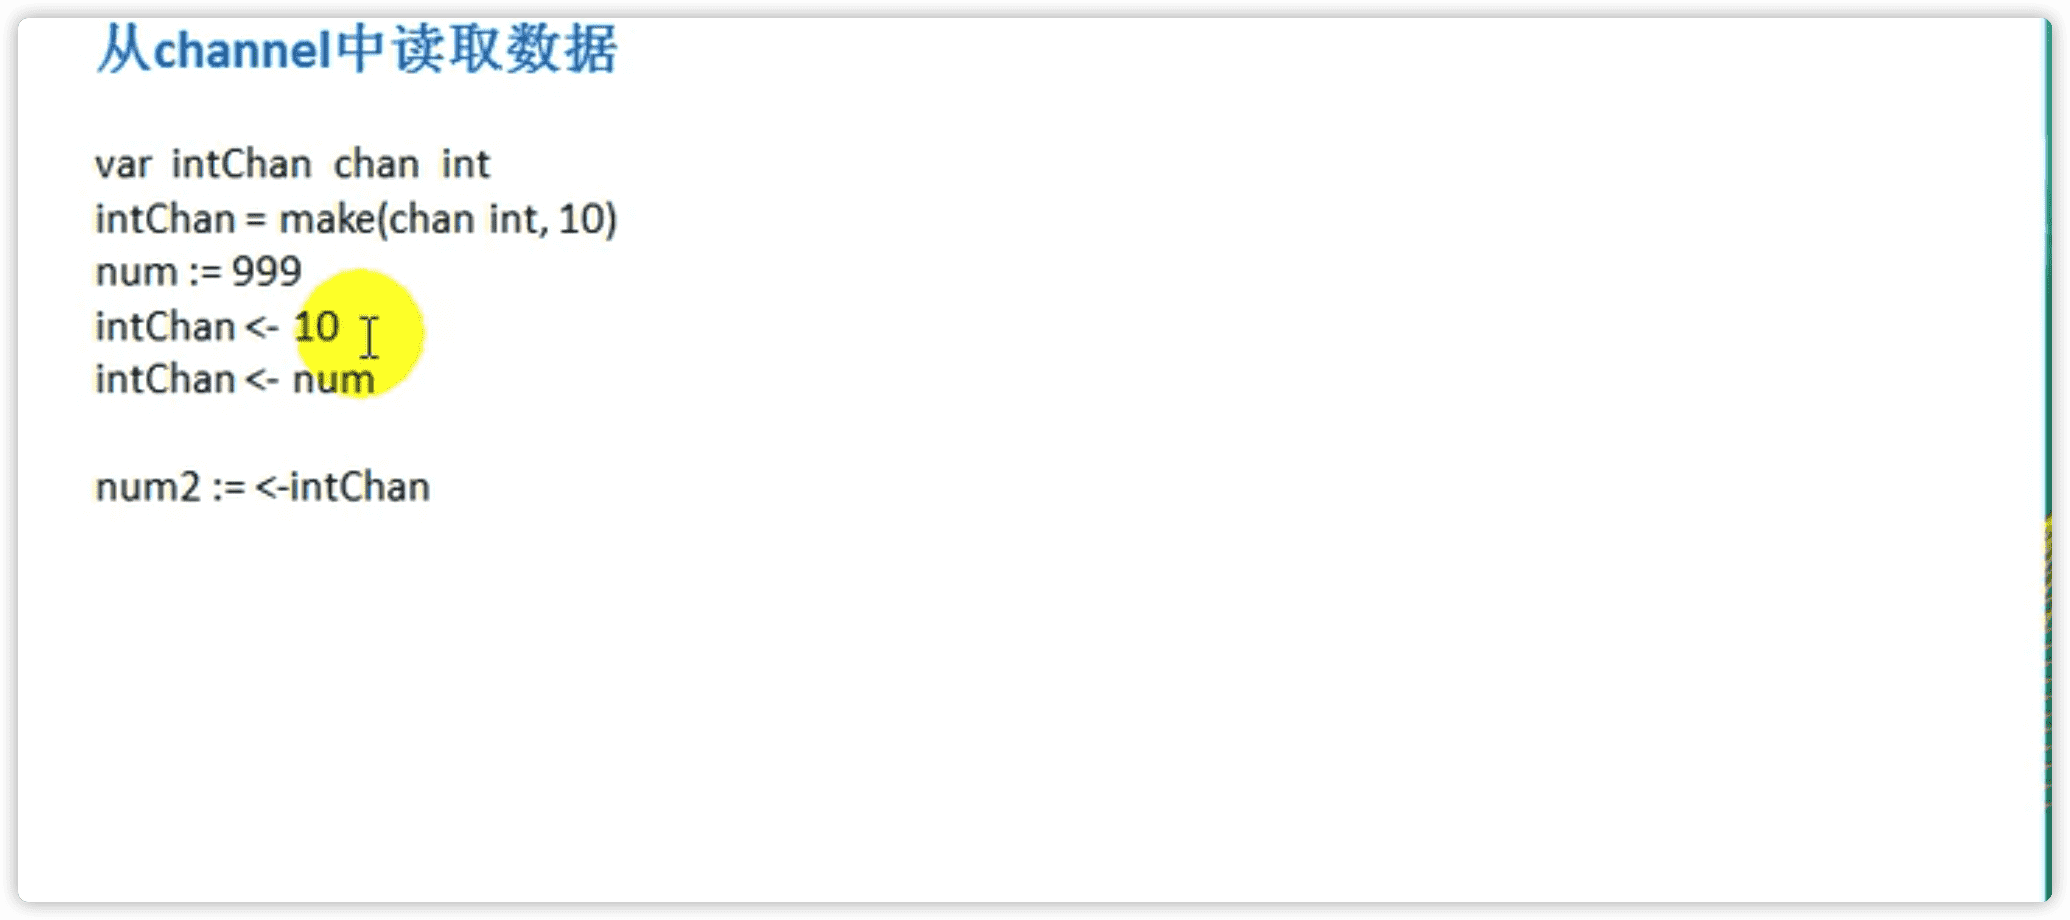 从channel中读取数据
var intChan chan int
intChan = make(chan int, 10)
num := 999
intChan <- 10
intChan <- num
num2 := <-intChan